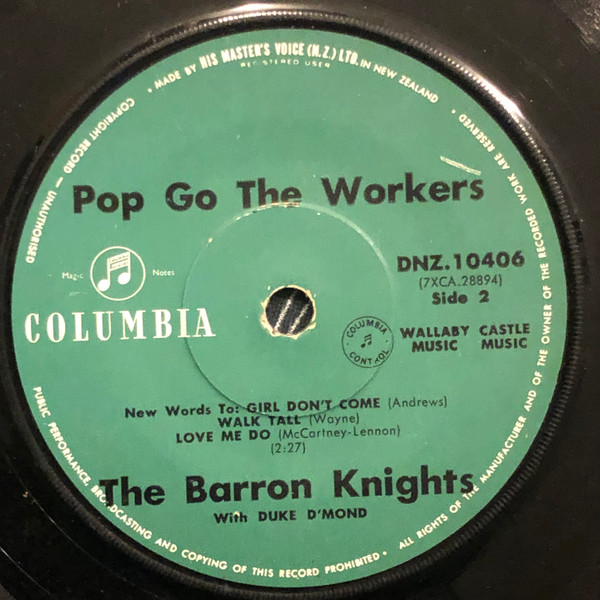 • MADE BY HIS MASTER'S VOICE (N.Z.) LTD. IN NEW ZEALAND
REGISTERED USER
COPYRIGHT RECORD — UNAUTHORISED
PUBLIC PERFORMANCE, BROADCASTING AND COPYING OF THIS RECORD PROHIBITED •
ALL RIGHTS OF THE MANUFACTURER AND OF THE OWNER OF THE RECORDED WORK ARE RESERVED •
Pop Go The Workers
Magic Notes
COLUMBIA
DNZ.10406
(7XCA.28894)
Side 2
COLUMBIA
CONTROL
WALLABY CASTLE
MUSIC MUSIC
New Words To: GIRL DON'T COME (Andrews)
WALK TALL (Wayne)
LOVE ME DO (McCartney-Lennon)
(2:27)
The Barron Knights
With DUKE D'MOND